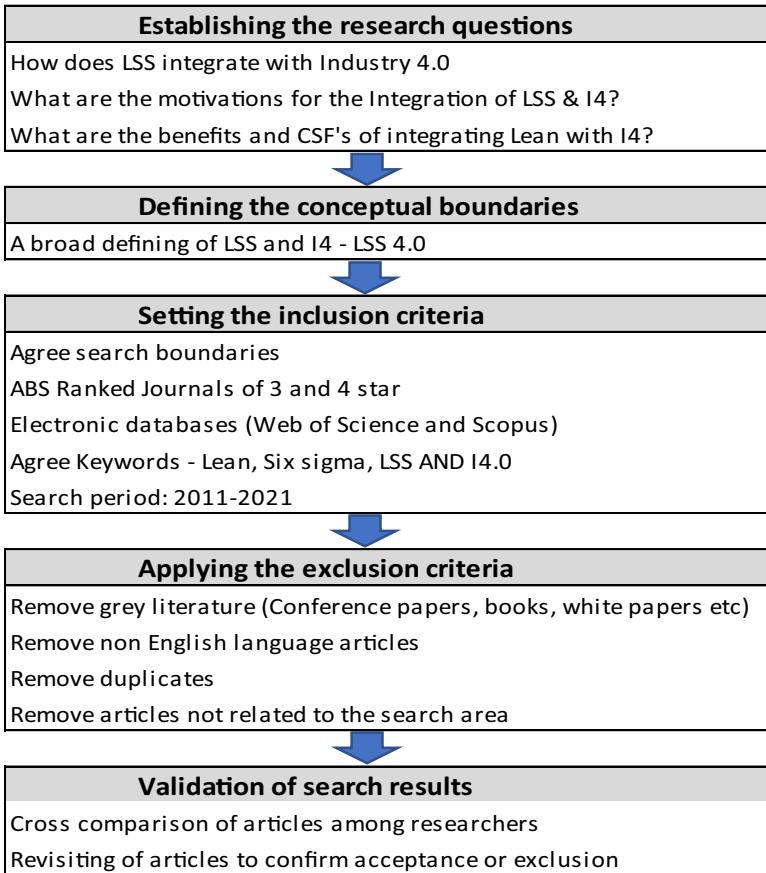 Establishing the research questions
How does LSS integrate with Industry 4.0
What are the motivations for the Integration of LSS & I4?
What are the benefits and CSF's of integrating Lean with I4?
Defining the conceptual boundaries
A broad defining of LSS and I4 - LSS 4.0
Setting the inclusion criteria
Agree search boundaries
ABS Ranked Journals of 3 and 4 star
Electronic databases (Web of Science and Scopus)
Agree Keywords - Lean, Six sigma, LSS AND I4.0
Search period: 2011-2021
Applying the exclusion criteria
Remove grey literature (Conference papers, books, white papers etc)
Remove non English language articles
Remove duplicates
Remove articles not related to the search area
Validation of search results
Cross comparison of articles among researchers
Revisiting of articles to confirm acceptance or exclusion